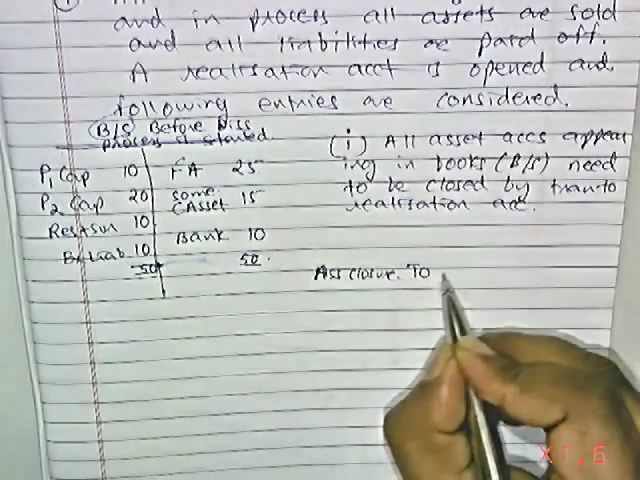 and in process all assets are sold
and all liabilities are paid off.
A realisation acct is opened and
following entries are considered.
B/S Before Diss
process is started
P1 Cap 10 FA 25
P2 Cap 20 some CAsset 15
Res & Sur 10
Bank 10
10
50 50.
(i) All asset accs appear
ing in books (B/S) need
to be closed by tran to
realisation acc.
Ass closure. To
X1.6